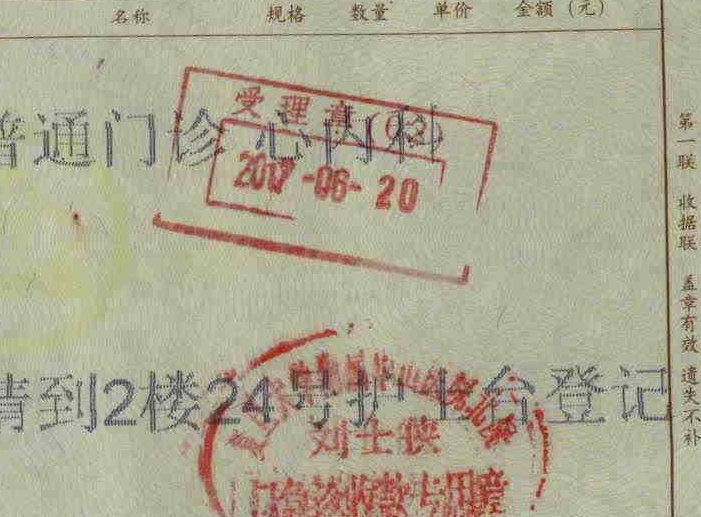 名称 规格 数量 单价 金额（元）
受理章(02)
普通门诊 心内科
2017-06-20
请到2楼24号护士台登记
刘士侠
门急诊收款专用章
第一联 收据联 盖章有效 遗失不补